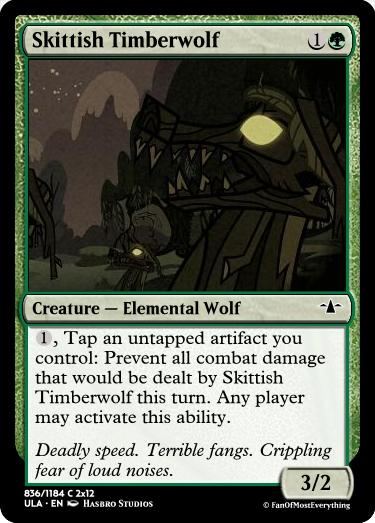 Skittish Timberwolf 1
Creature — Elemental Wolf
1, Tap an untapped artifact you
control: Prevent all combat damage
that would be dealt by Skittish
Timberwolf this turn. Any player
may activate this ability.
Deadly speed. Terrible fangs. Crippling
fear of loud noises.
3/2
836/1184 C 2x12
ULA • EN Hasbro Studios
© FanOfMostEverything